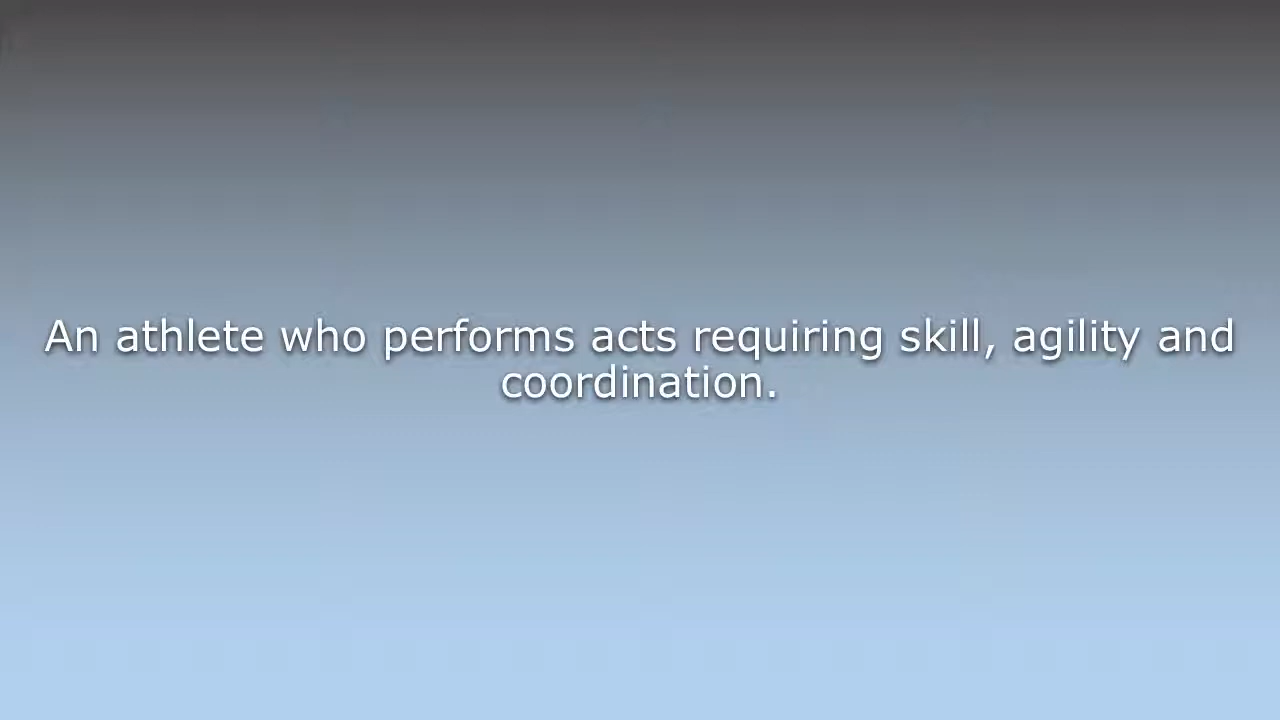 An athlete who performs acts requiring skill, agility and
coordination.